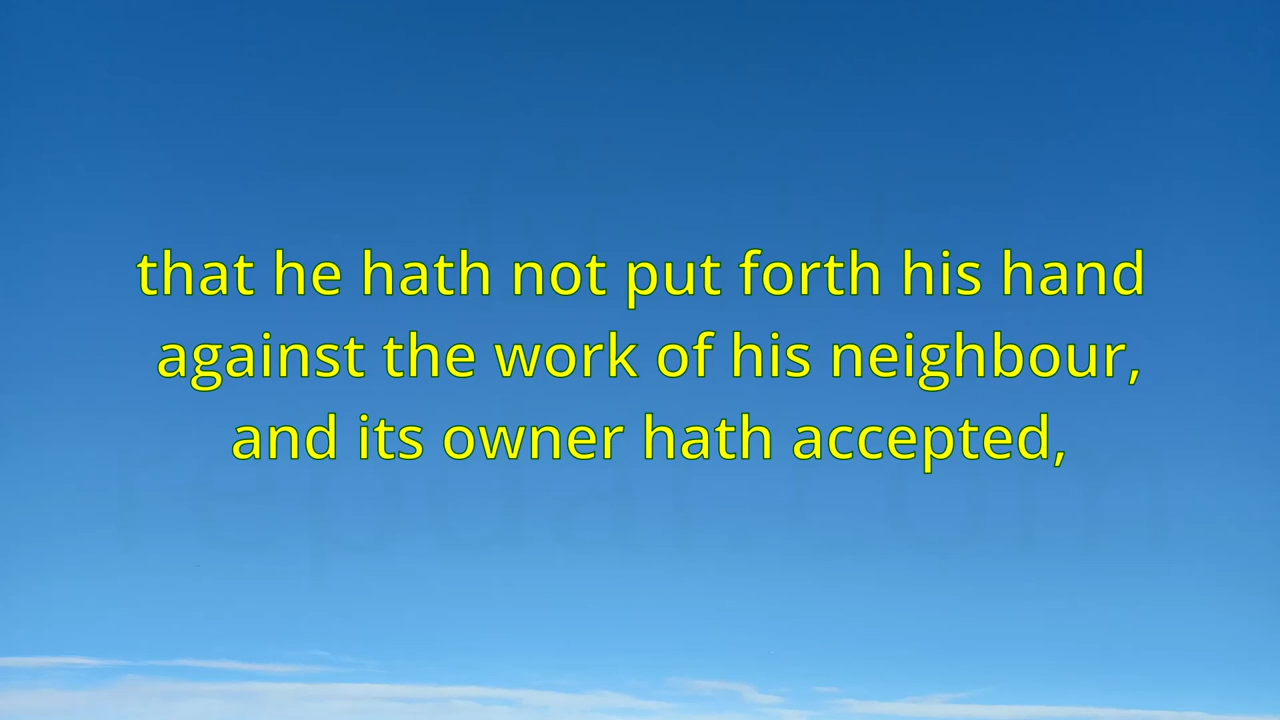 that he hath not put forth his hand
against the work of his neighbour,
and its owner hath accepted,